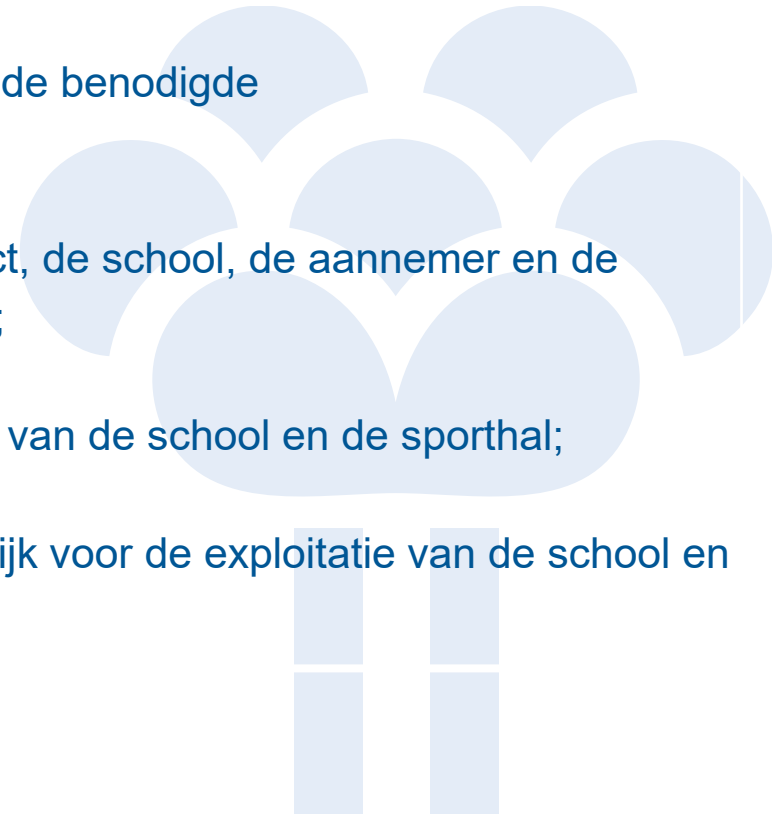 de benodigde
ct, de school, de aannemer en de
;
van de school en de sporthal;
ijk voor de exploitatie van de school en